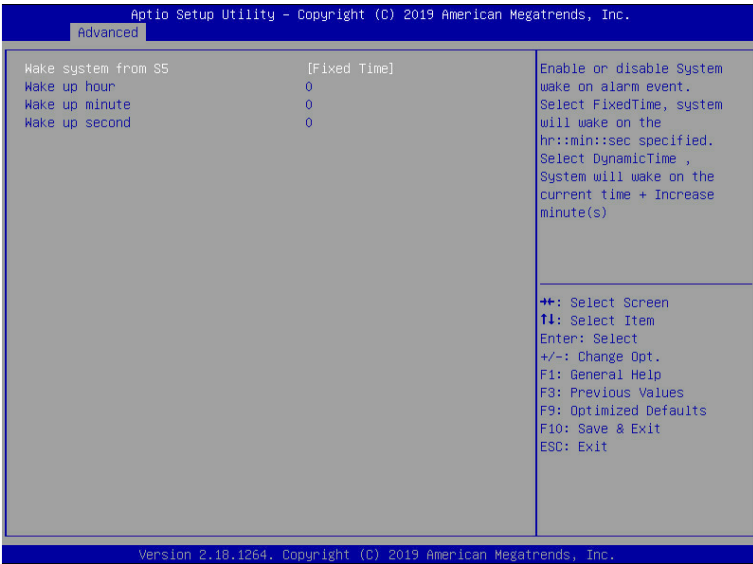 Aptio Setup Utility – Copyright (C) 2019 American Megatrends, Inc.
Advanced
Wake system from S5 [Fixed Time]
Wake up hour 0
Wake up minute 0
Wake up second 0
Enable or disable System
wake on alarm event.
Select FixedTime, system
will wake on the
hr::min::sec specified.
Select DynamicTime ,
System will wake on the
current time + Increase
minute(s)
→←: Select Screen
↑↓: Select Item
Enter: Select
+/-: Change Opt.
F1: General Help
F3: Previous Values
F9: Optimized Defaults
F10: Save & Exit
ESC: Exit
Version 2.18.1264. Copyright (C) 2019 American Megatrends, Inc.